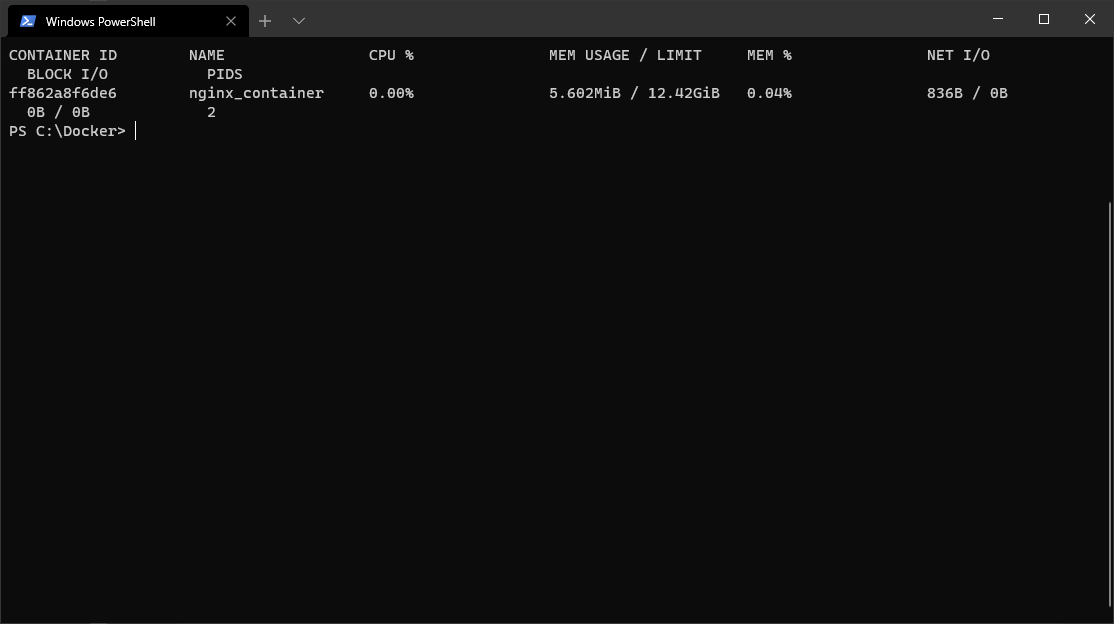 Windows PowerShell
CONTAINER ID NAME CPU % MEM USAGE / LIMIT MEM % NET I/O
BLOCK I/O PIDS
ff862a8f6de6 nginx_container 0.00% 5.602MiB / 12.42GiB 0.04% 836B / 0B
0B / 0B 2
PS C:\Docker>